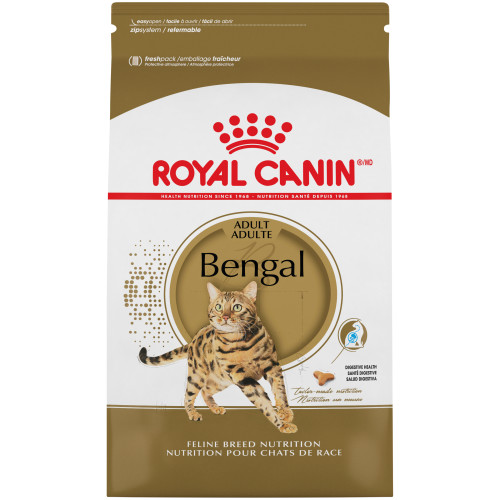 easyopen / facile à ouvrir / fácil de abrir
zipsystem / refermable
freshpack / emballage fraîcheur
Protective atmosphere / Atmosphère protectrice
ROYAL CANIN®/MD
HEALTH NUTRITION SINCE 1968 - NUTRITION SANTÉ DEPUIS 1968
ADULT
ADULTE
Bengal
DIGESTIVE HEALTH
SANTÉ DIGESTIVE
SALUD DIGESTIVA
Tailor-made nutrition
Nutrition sur mesure
FELINE BREED NUTRITION
NUTRITION POUR CHATS DE RACE